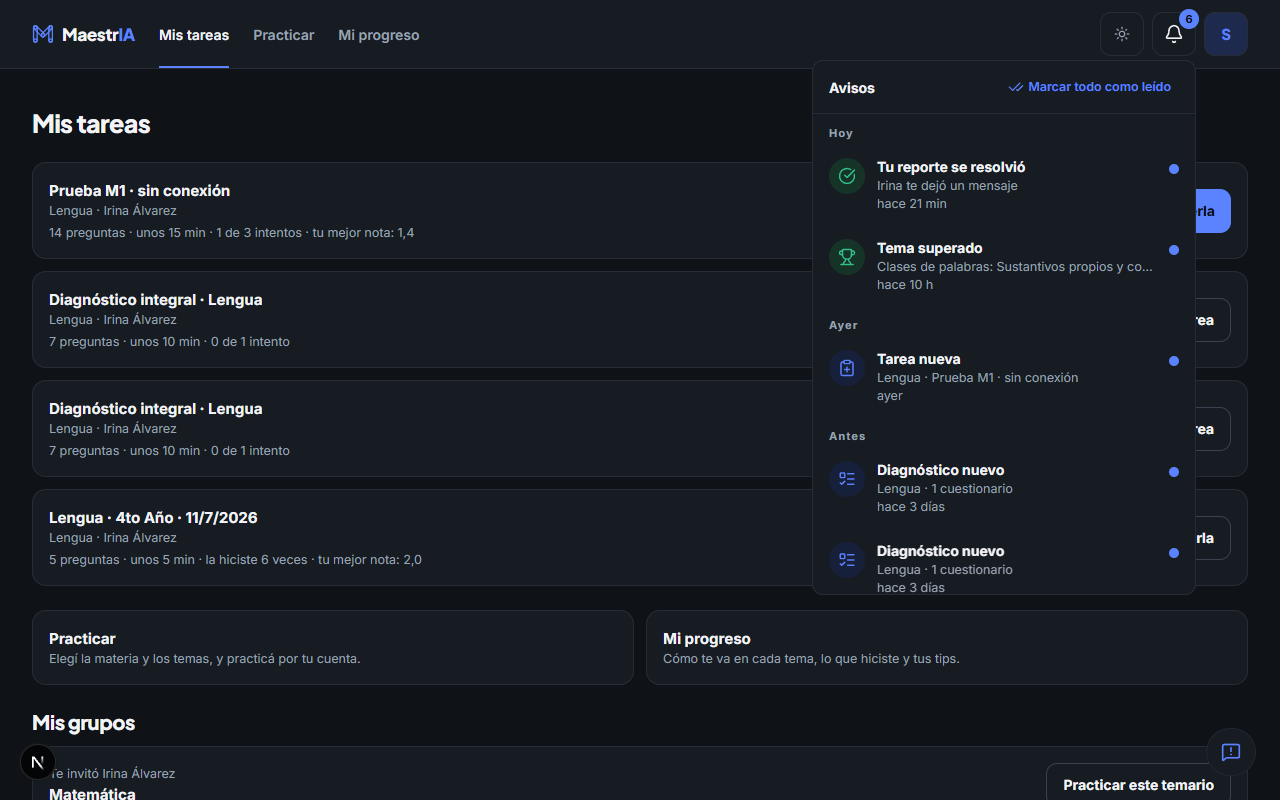 MaestrIA
Mis tareas
Practicar
Mi progreso
6
S
Avisos
Marcar todo como leído
Hoy
Tu reporte se resolvió
Irina te dejó un mensaje
hace 21 min
Tema superado
Clases de palabras: Sustantivos propios y co...
hace 10 h
Ayer
Tarea nueva
Lengua · Prueba M1 · sin conexión
ayer
Antes
Diagnóstico nuevo
Lengua · 1 cuestionario
hace 3 días
Diagnóstico nuevo
Lengua · 1 cuestionario
hace 3 días
Mis tareas
Prueba M1 · sin conexión
Lengua · Irina Álvarez
14 preguntas · unos 15 min · 1 de 3 intentos · tu mejor nota: 1,4
Diagnóstico integral · Lengua
Lengua · Irina Álvarez
7 preguntas · unos 10 min · 0 de 1 intento
Diagnóstico integral · Lengua
Lengua · Irina Álvarez
7 preguntas · unos 10 min · 0 de 1 intento
Lengua · 4to Año · 11/7/2026
Lengua · Irina Álvarez
5 preguntas · unos 5 min · la hiciste 6 veces · tu mejor nota: 2,0
Practicar
Elegí la materia y los temas, y practicá por tu cuenta.
Mi progreso
Cómo te va en cada tema, lo que hiciste y tus tips.
Mis grupos
N
Te invitó Irina Álvarez
Matemática
Practicar este temario